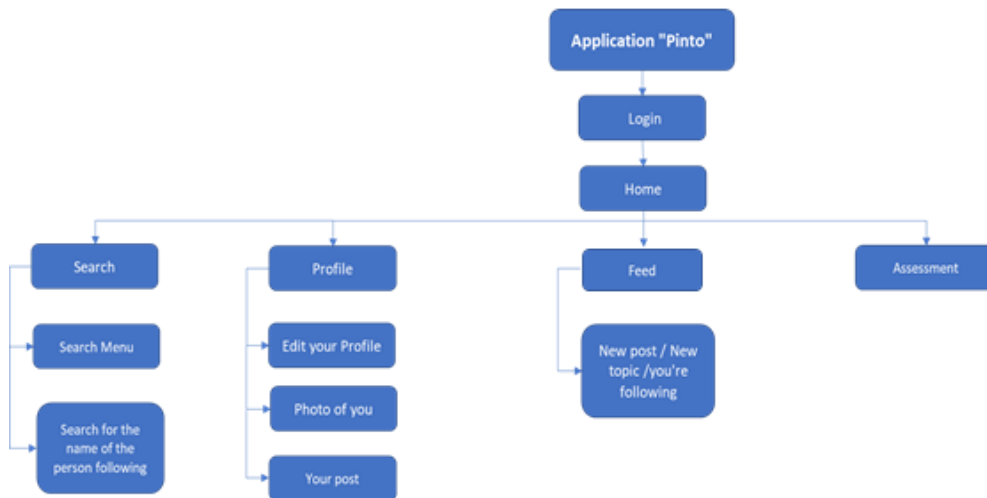 Application "Pinto"
Login
Home
Search
Profile
Feed
Assessment
Search Menu
Search for the
name of the
person following
Edit your Profile
Photo of you
Your post
New post / New
topic /you're
following